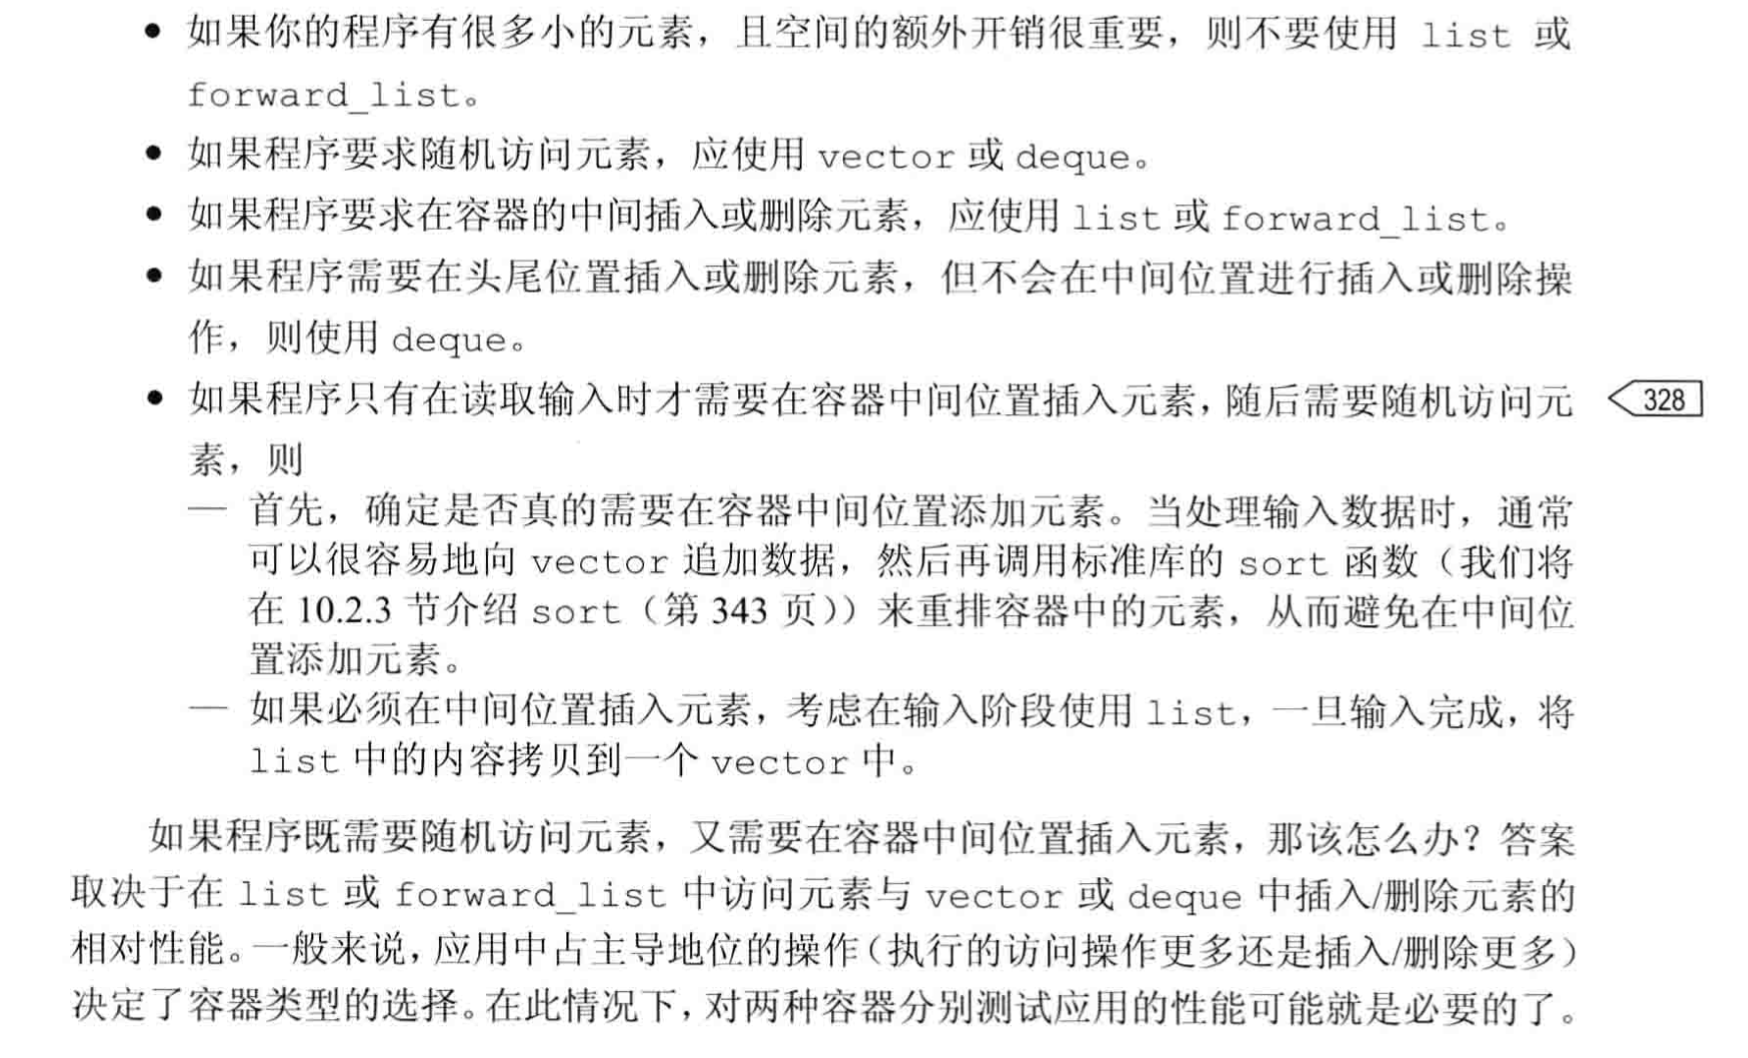 • 如果你的程序有很多小的元素，且空间的额外开销很重要，则不要使用 list 或
forward_list。
• 如果程序要求随机访问元素，应使用 vector 或 deque。
• 如果程序要求在容器的中间插入或删除元素，应使用 list 或 forward_list。
• 如果程序需要在头尾位置插入或删除元素，但不会在中间位置进行插入或删除操
作，则使用 deque。
• 如果程序只有在读取输入时才需要在容器中间位置插入元素，随后需要随机访问元
328
素，则
— 首先，确定是否真的需要在容器中间位置添加元素。当处理输入数据时，通常
可以很容易地向 vector 追加数据，然后再调用标准库的 sort 函数（我们将
在 10.2.3 节介绍 sort（第 343 页））来重排容器中的元素，从而避免在中间位
置添加元素。
— 如果必须在中间位置插入元素，考虑在输入阶段使用 list，一旦输入完成，将
list 中的内容拷贝到一个 vector 中。
如果程序既需要随机访问元素，又需要在容器中间位置插入元素，那该怎么办？答案
取决于在 list 或 forward_list 中访问元素与 vector 或 deque 中插入/删除元素的
相对性能。一般来说，应用中占主导地位的操作（执行的访问操作更多还是插入/删除更多）
决定了容器类型的选择。在此情况下，对两种容器分别测试应用的性能可能就是必要的了。